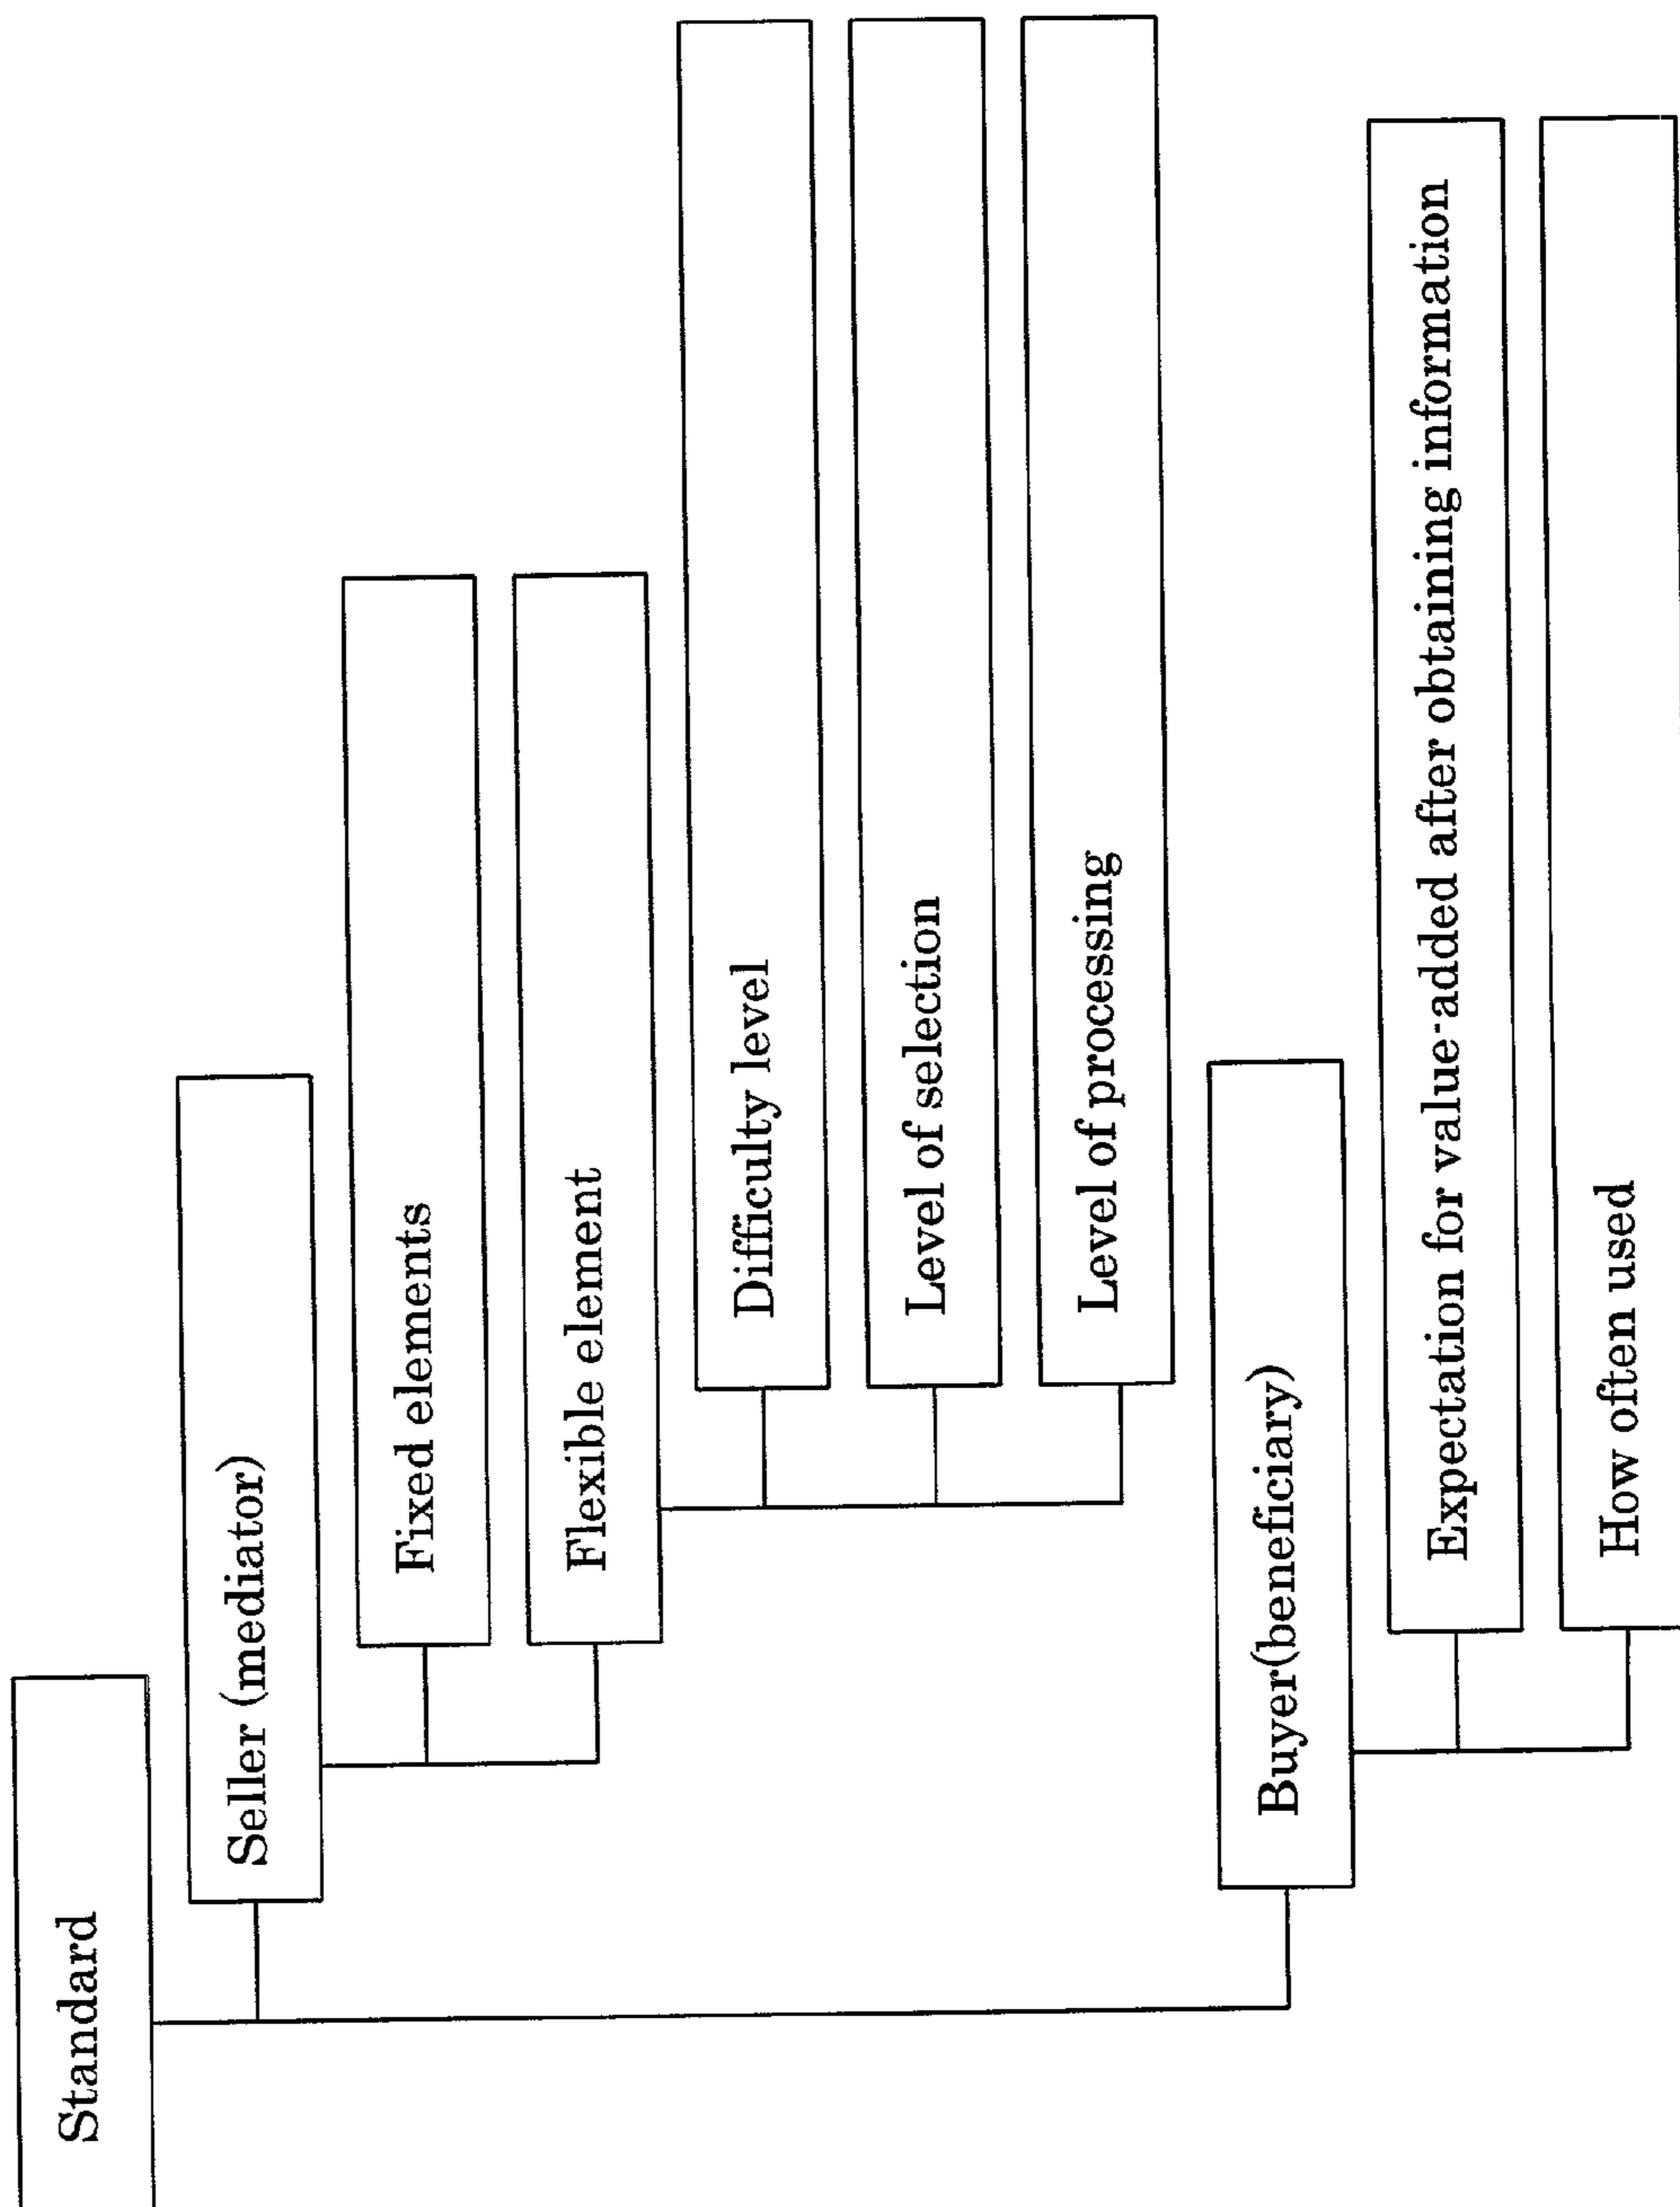 Standard
Seller (mediator)
Fixed elements
Flexible element
Difficulty level
Level of selection
Level of processing
Buyer(beneficiary)
Expectation for value-added after obtaining information
How often used